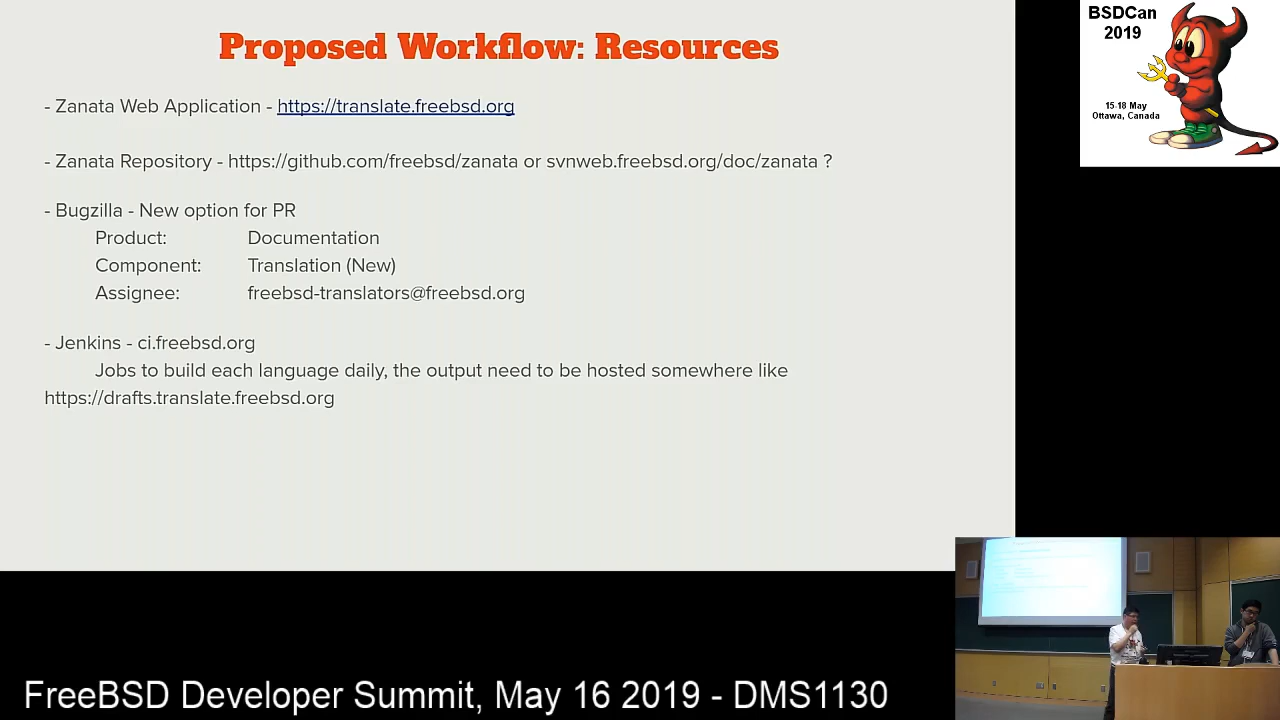 Proposed Workflow: Resources
- Zanata Web Application - https://translate.freebsd.org
- Zanata Repository - https://github.com/freebsd/zanata or svnweb.freebsd.org/doc/zanata ?
- Bugzilla - New option for PR
Product: Documentation
Component: Translation (New)
Assignee: freebsd-translators@freebsd.org
- Jenkins - ci.freebsd.org
Jobs to build each language daily, the output need to be hosted somewhere like
https://drafts.translate.freebsd.org
BSDCan
2019
15-18 May
Ottawa, Canada
FreeBSD Developer Summit, May 16 2019 - DMS1130